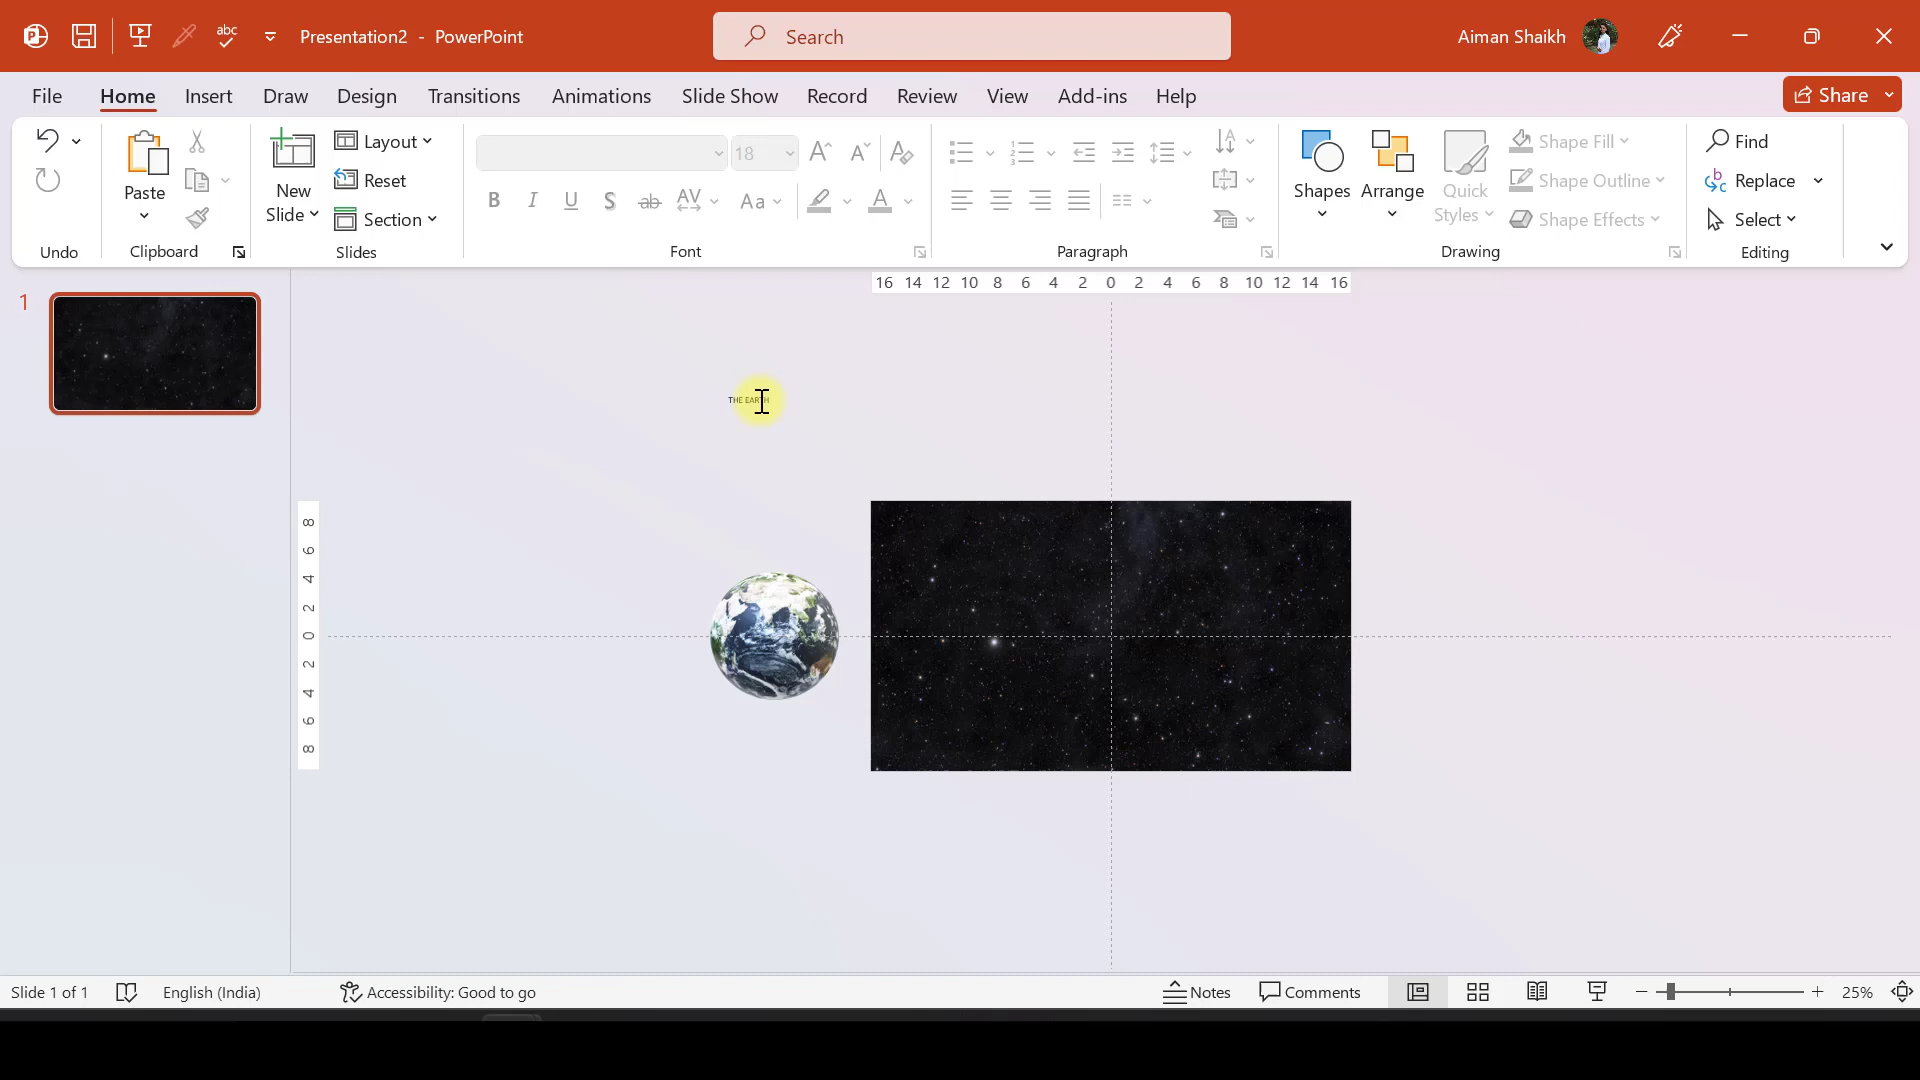 abc
Presentation2 - PowerPoint
Search
Aiman Shaikh
File
Home
Insert
Draw
Design
Transitions
Animations
Slide Show
Record
Review
View
Add-ins
Help
Share
Paste
New Slide
Layout
Reset
Section
18
B
I
U
S
ab
AV
Aa
A
Shapes
Arrange
Quick Styles
Shape Fill
Shape Outline
Shape Effects
Find
Replace
Select
Undo
Clipboard
Slides
Font
Paragraph
Drawing
Editing
16 14 12 10 8 6 4 2 0 2 4 6 8 10 12 14 16
1
THE EARTH
8 6 4 2 0 2 4 6 8
Slide 1 of 1
English (India)
Accessibility: Good to go
Notes
Comments
25%